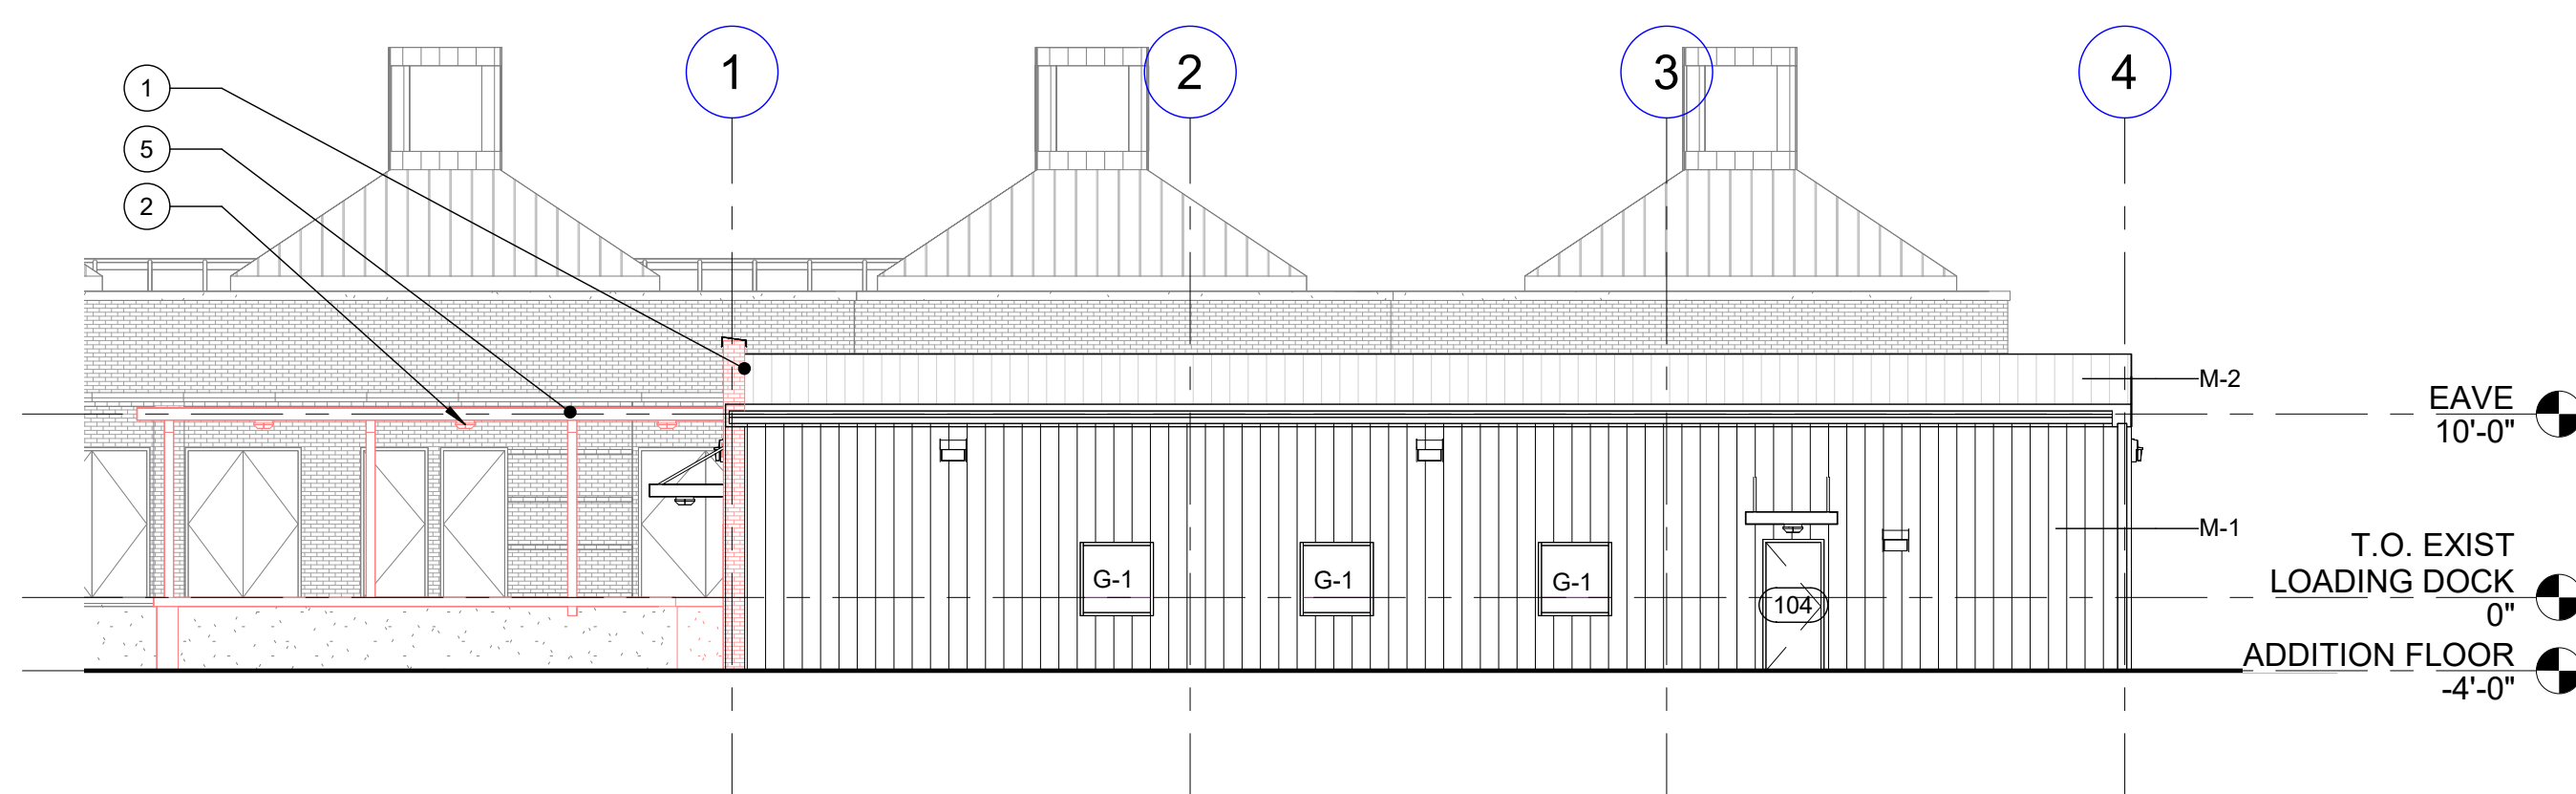 1
2
3
4
1
5
2
M-2
EAVE
10'-0"
M-1
T.O. EXIST
LOADING DOCK
0"
G-1
G-1
G-1
104
ADDITION FLOOR
-4'-0"